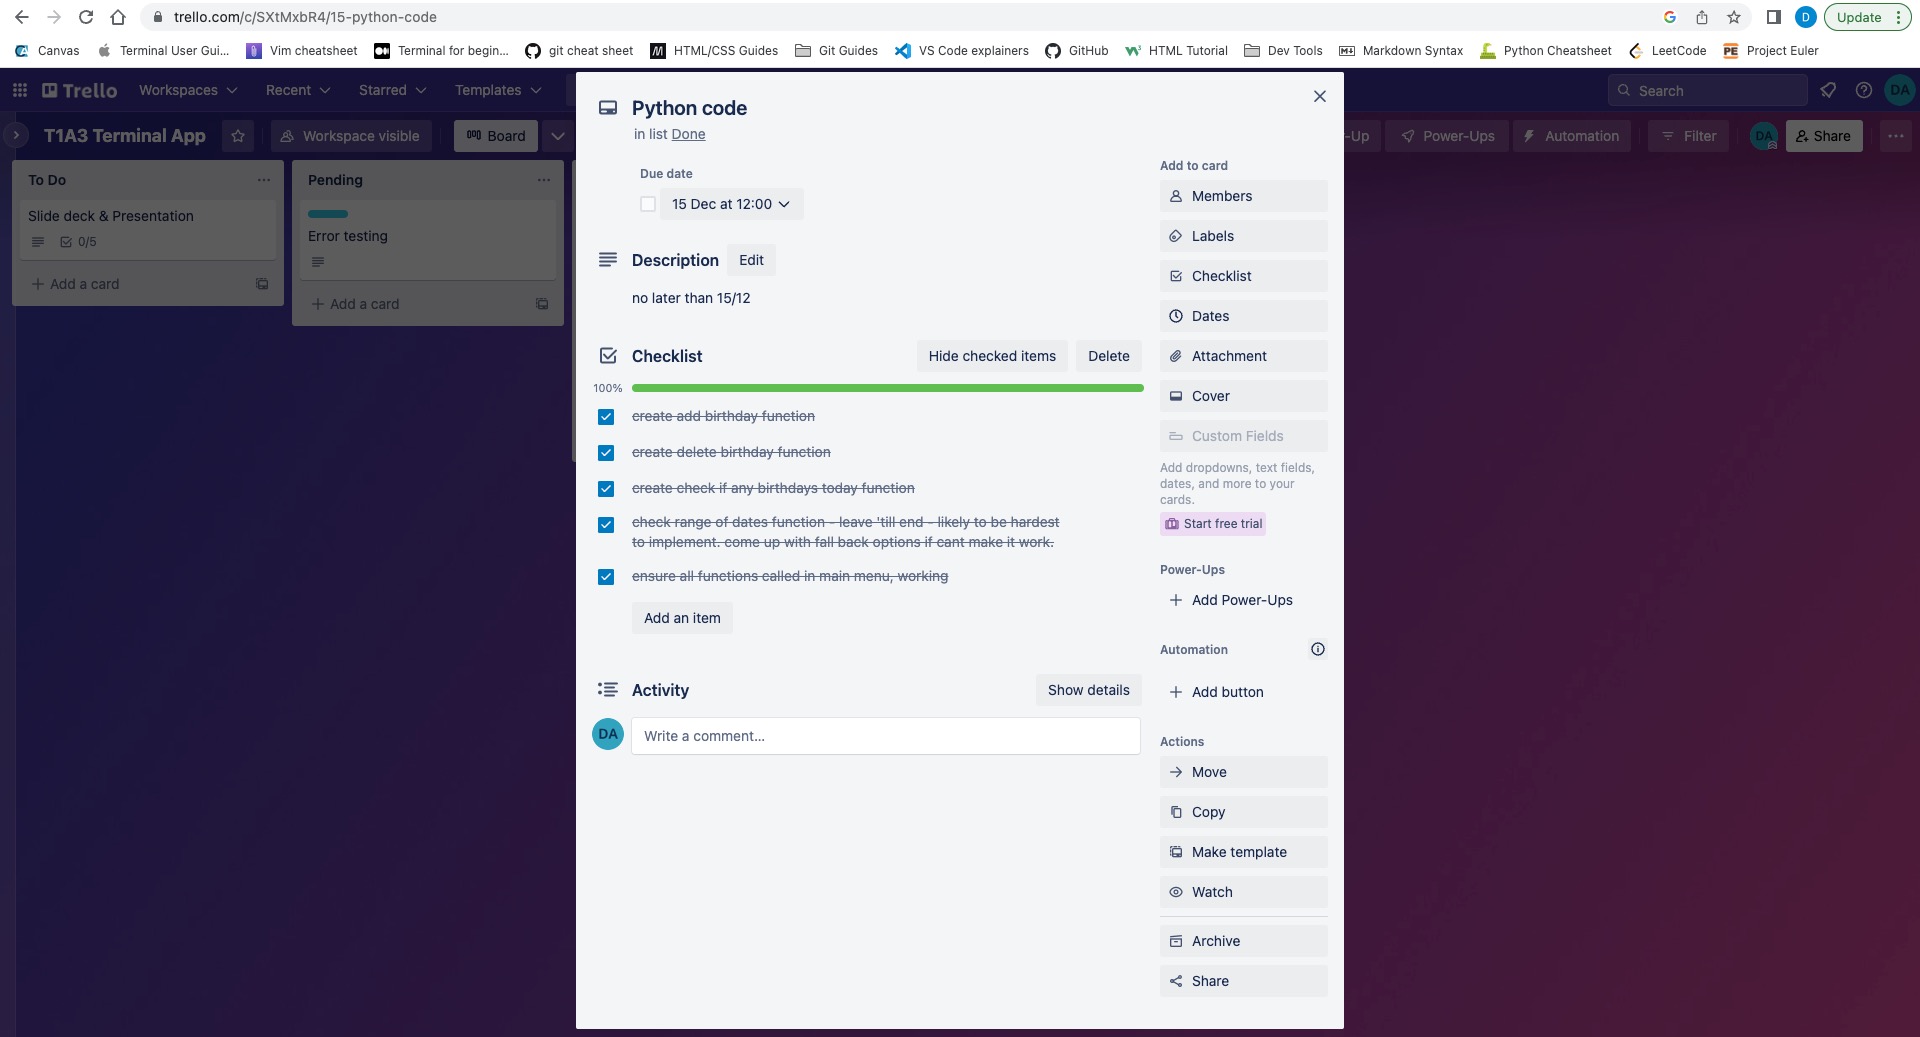 trello.com/c/SXtMxbR4/15-python-code
Update
Canvas
Terminal User Gui...
Vim cheatsheet
Terminal for begin...
git cheat sheet
HTML/CSS Guides
Git Guides
VS Code explainers
GitHub
HTML Tutorial
Dev Tools
Markdown Syntax
Python Cheatsheet
LeetCode
Project Euler
Trello
Workspaces
Recent
Starred
Templates
Search
DA
T1A3 Terminal App
Workspace visible
Board
-Up
Power-Ups
Automation
Filter
DA
Share
To Do
Slide deck & Presentation
0/5
Add a card
Pending
Error testing
Add a card
Python code
in list Done
Due date
15 Dec at 12:00
Description
Edit
no later than 15/12
Checklist
Hide checked items
Delete
100%
create add birthday function
create delete birthday function
create check if any birthdays today function
check range of dates function - leave 'till end - likely to be hardest
to implement. come up with fall back options if cant make it work.
ensure all functions called in main menu, working
Add an item
Activity
Show details
DA
Write a comment...
Add to card
Members
Labels
Checklist
Dates
Attachment
Cover
Custom Fields
Add dropdowns, text fields,
dates, and more to your
cards.
Start free trial
Power-Ups
Add Power-Ups
Automation
Add button
Actions
Move
Copy
Make template
Watch
Archive
Share